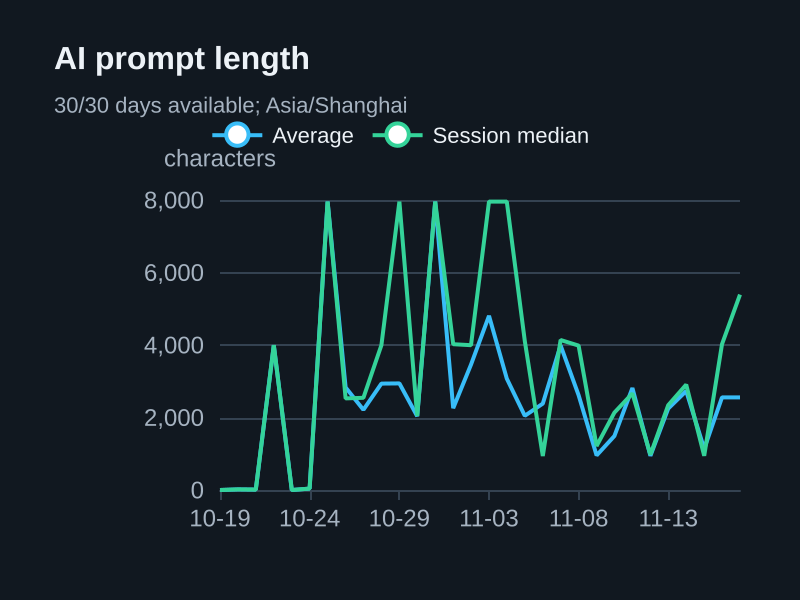 AI prompt length
30/30 days available; Asia/Shanghai
Average Session median
characters
8,000
6,000
4,000
2,000
0
10-19 10-24 10-29 11-03 11-08 11-13